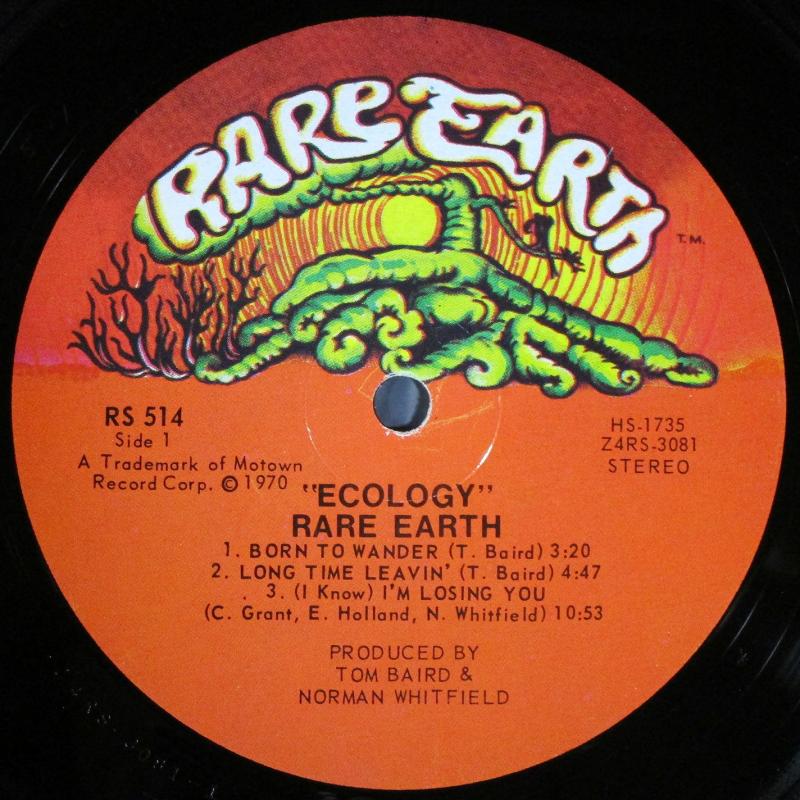 RARE EARTH
T.M.
RS 514
Side 1
A Trademark of Motown
Record Corp. © 1970
HS-1735
Z4RS-3081
STEREO
"ECOLOGY"
RARE EARTH
1. BORN TO WANDER (T. Baird) 3:20
2. LONG TIME LEAVIN' (T. Baird) 4:47
3. (I Know) I'M LOSING YOU
(C. Grant, E. Holland, N. Whitfield) 10:53
PRODUCED BY
TOM BAIRD &
NORMAN WHITFIELD